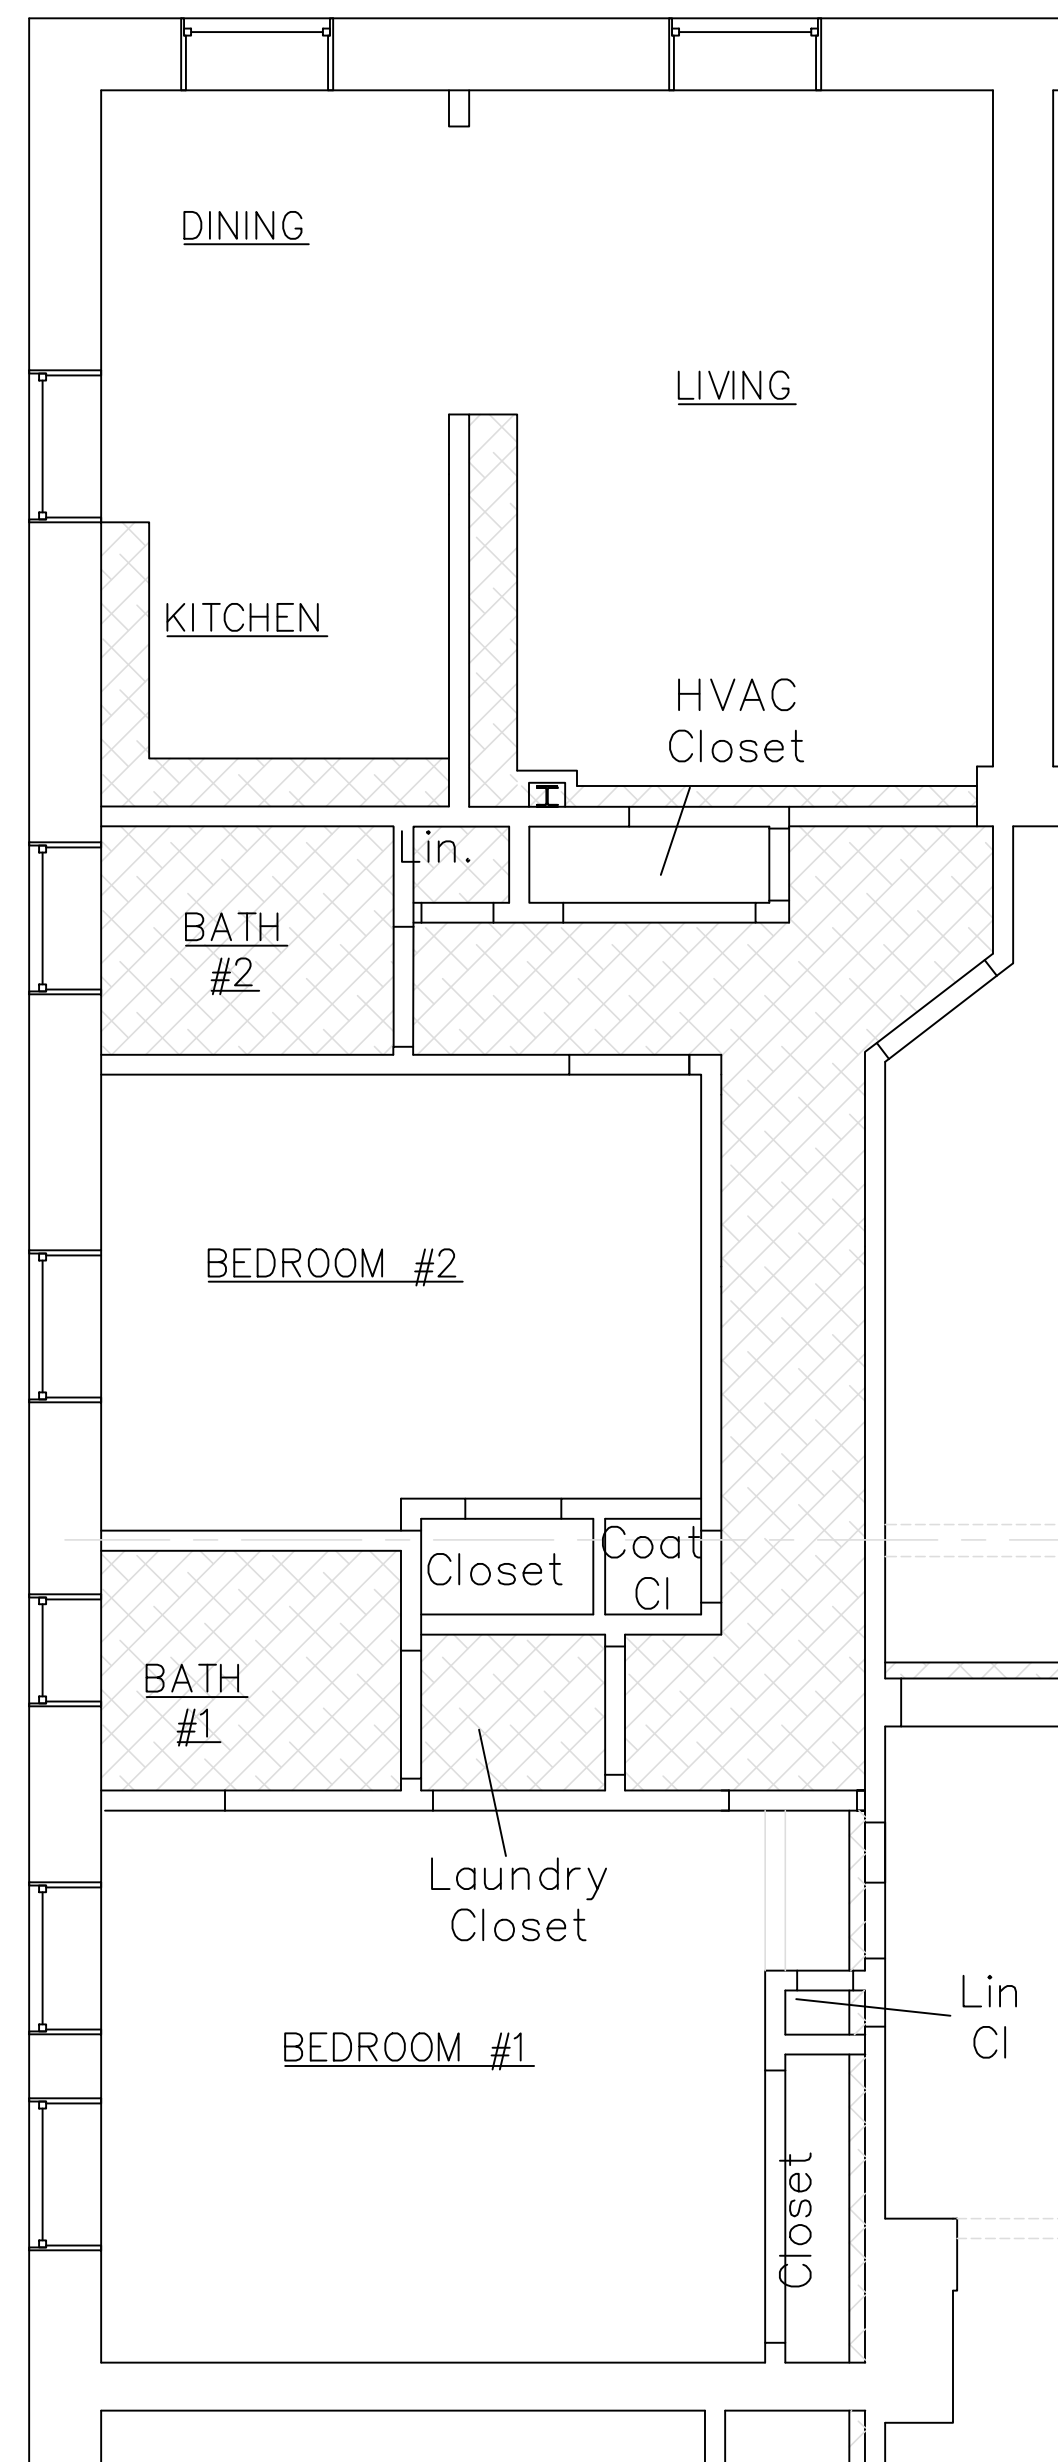 DINING
LIVING
KITCHEN
HVAC
Closet
Lin.
BATH
#2
BEDROOM #2
Closet
Coat
Cl
BATH
#1
Laundry
Closet
Lin
Cl
BEDROOM #1
Closet